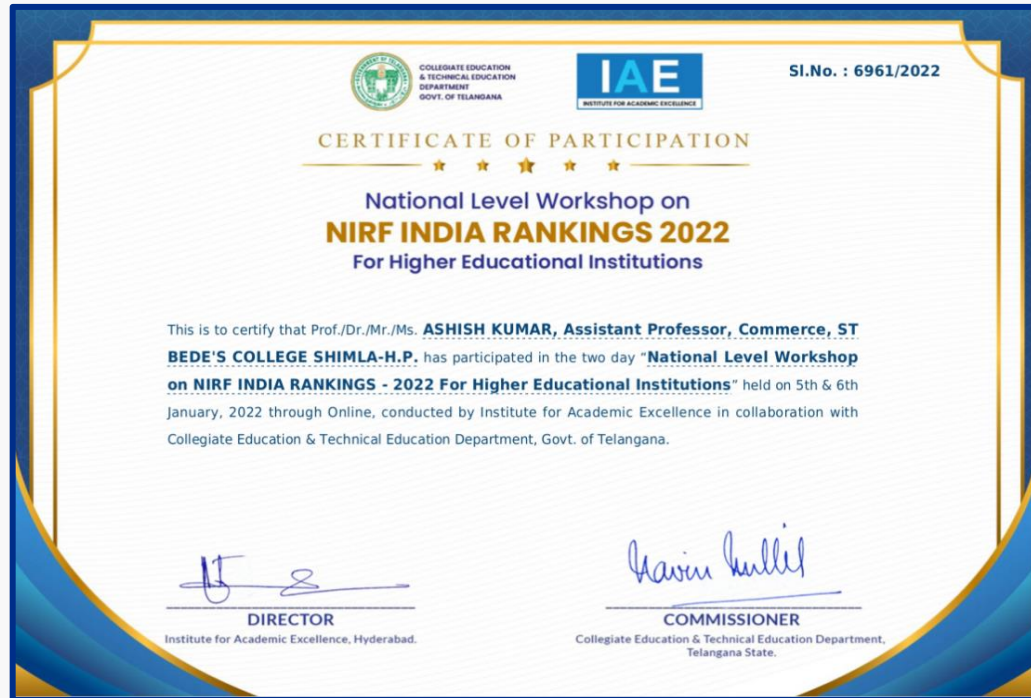 COLLEGIATE EDUCATION
& TECHNICAL EDUCATION
DEPARTMENT
GOVT. OF TELANGANA
IAE
INSTITUTE FOR ACADEMIC EXCELLENCE
Sl.No. : 6961/2022
CERTIFICATE OF PARTICIPATION
National Level Workshop on
NIRF INDIA RANKINGS 2022
For Higher Educational Institutions
This is to certify that Prof./Dr./Mr./Ms. ASHISH KUMAR, Assistant Professor, Commerce, ST
BEDE'S COLLEGE SHIMLA-H.P. has participated in the two day “National Level Workshop
on NIRF INDIA RANKINGS - 2022 For Higher Educational Institutions” held on 5th & 6th
January, 2022 through Online, conducted by Institute for Academic Excellence in collaboration with
Collegiate Education & Technical Education Department, Govt. of Telangana.
DIRECTOR
Institute for Academic Excellence, Hyderabad.
Navin Mittal
COMMISSIONER
Collegiate Education & Technical Education Department,
Telangana State.